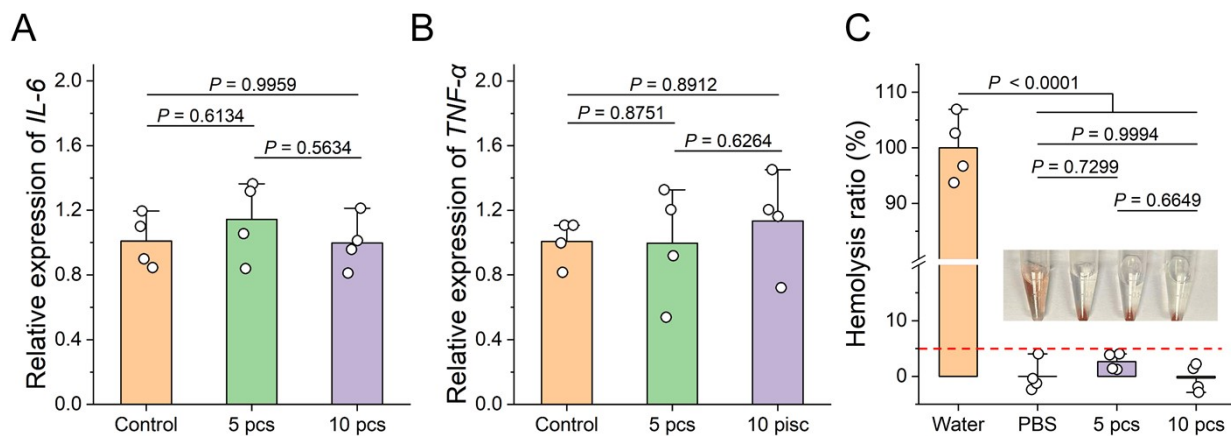 A
Relative expression of IL-6
2.0
1.6
1.2
0.8
0.4
0.0
P = 0.9959
P = 0.6134
P = 0.5634
Control
5 pcs
10 pcs
B
Relative expression of TNF-α
2.0
1.6
1.2
0.8
0.4
0.0
P = 0.8912
P = 0.8751
P = 0.6264
Control
5 pcs
10 pisc
C
Hemolysis ratio (%)
110
100
90
10
0
P < 0.0001
P = 0.9994
P = 0.7299
P = 0.6649
Water
PBS
5 pcs
10 pcs